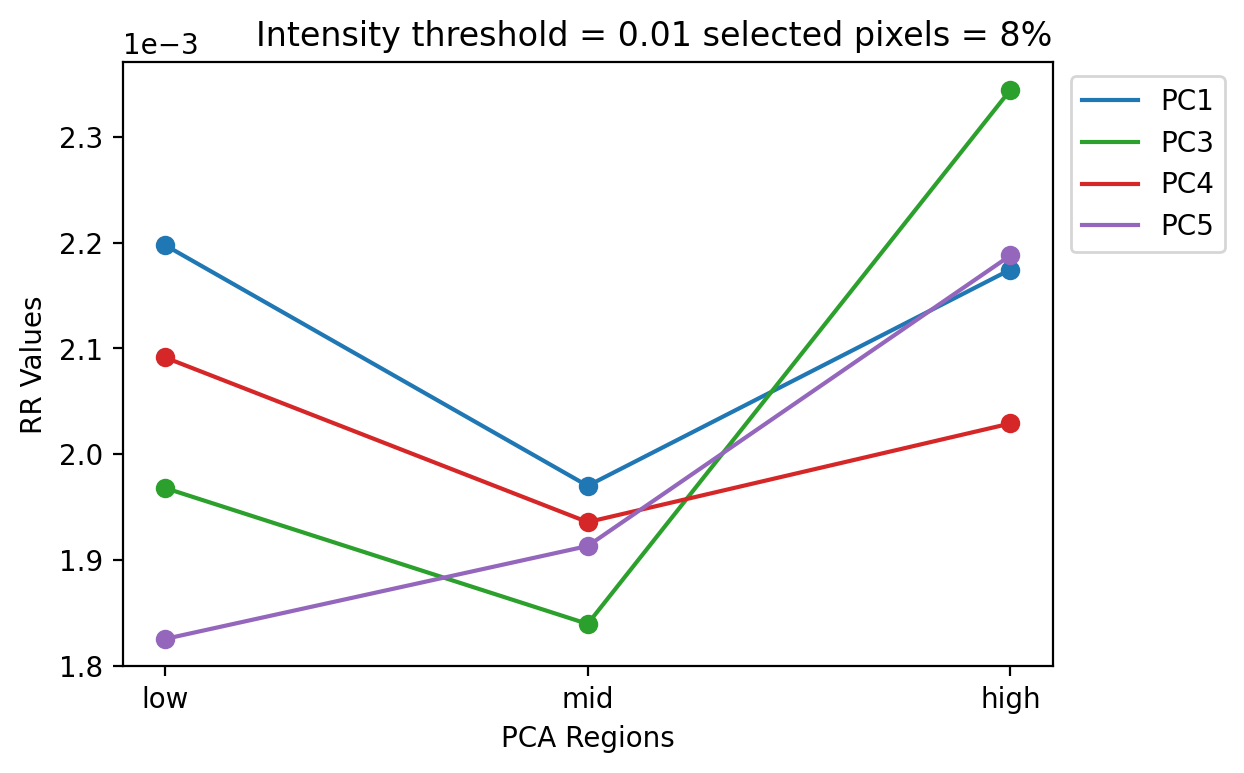 Intensity threshold = 0.01 selected pixels = 8%
1e−3
2.3
2.2
2.1
2.0
1.9
1.8
RR Values
low
mid
high
PCA Regions
PC1
PC3
PC4
PC5